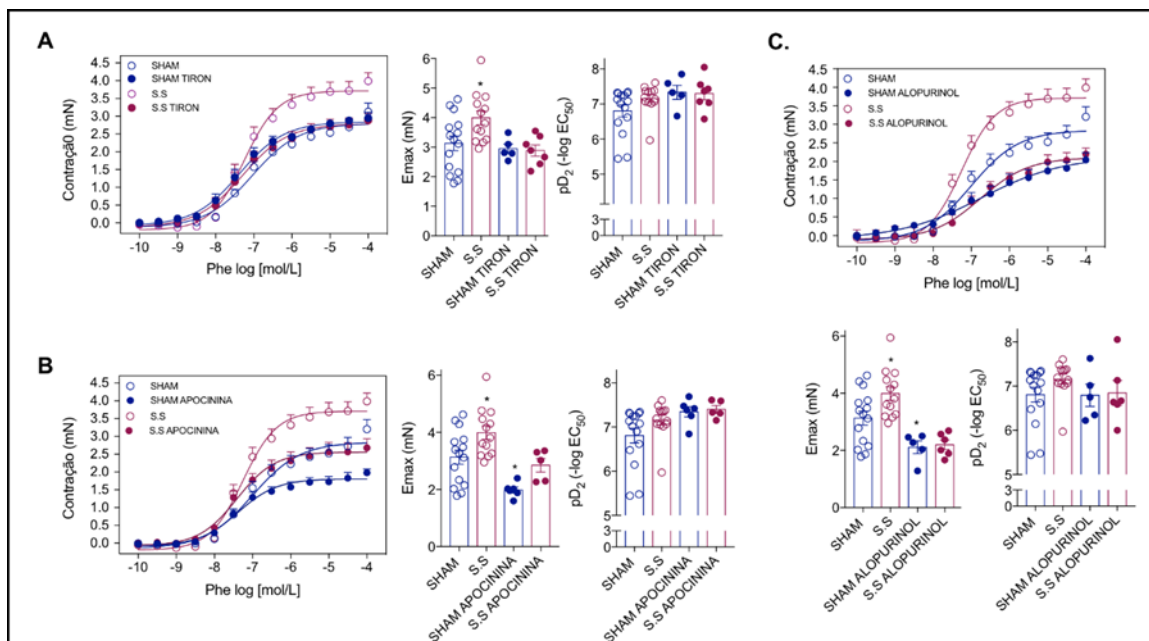 A
SHAM
SHAM TIRON
S.S
S.S TIRON
Contraçã0 (mN)
4.5
4.0
3.5
3.0
2.5
2.0
1.5
1.0
0.5
0.0
-10 -9 -8 -7 -6 -5 -4
Phe log [mol/L]
Emax (mN)
6
5
4
3
2
1
0
*
SHAM
S.S
SHAM TIRON
S.S TIRON
pD2 (-log EC50)
8
7
6
3
0
SHAM
S.S
SHAM TIRON
S.S TIRON
B
SHAM
SHAM APOCININA
S.S
S.S APOCININA
Contração (mN)
4.5
4.0
3.5
3.0
2.5
2.0
1.5
1.0
0.5
0.0
-10 -9 -8 -7 -6 -5 -4
Phe log [mol/L]
Emax (mN)
6
4
2
0
*
*
SHAM
S.S
SHAM APOCININA
S.S APOCININA
pD2 (-log EC50)
8
7
6
5
3
0
SHAM
S.S
SHAM APOCININA
S.S APOCININA
C.
SHAM
SHAM ALOPURINOL
S.S
S.S ALOPURINOL
Contração (mN)
4.5
4.0
3.5
3.0
2.5
2.0
1.5
1.0
0.5
0.0
-10 -9 -8 -7 -6 -5 -4
Phe log [mol/L]
Emax (mN)
6
4
2
0
*
*
SHAM
S.S
SHAM ALOPURINOL
S.S ALOPURINOL
pD2 (-log EC50)
8
7
6
5
3
0
SHAM
S.S
SHAM ALOPURINOL
S.S ALOPURINOL